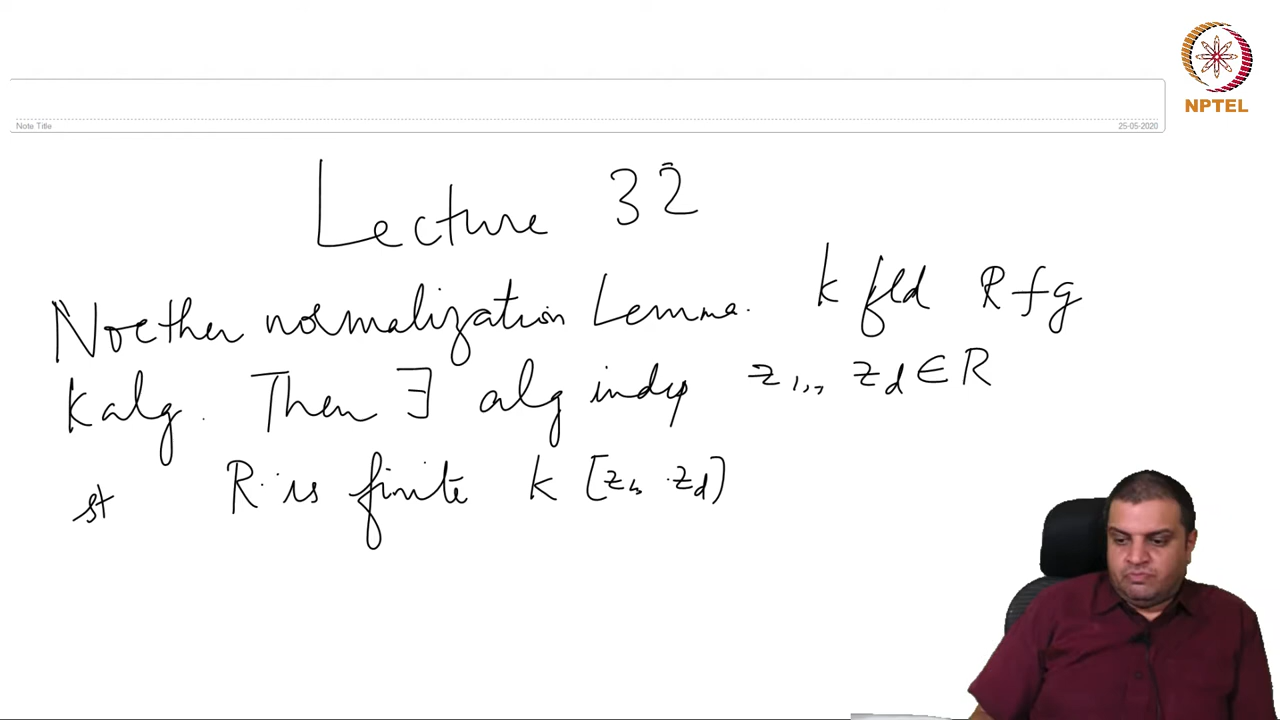 NPTEL
Note Title
25-05-2020
Lecture 32
Noether normalization Lemma. k fld R fg
k alg. Then ∃ alg indep z1,, zd ∈ R
st R is finite k [z1, .zd]